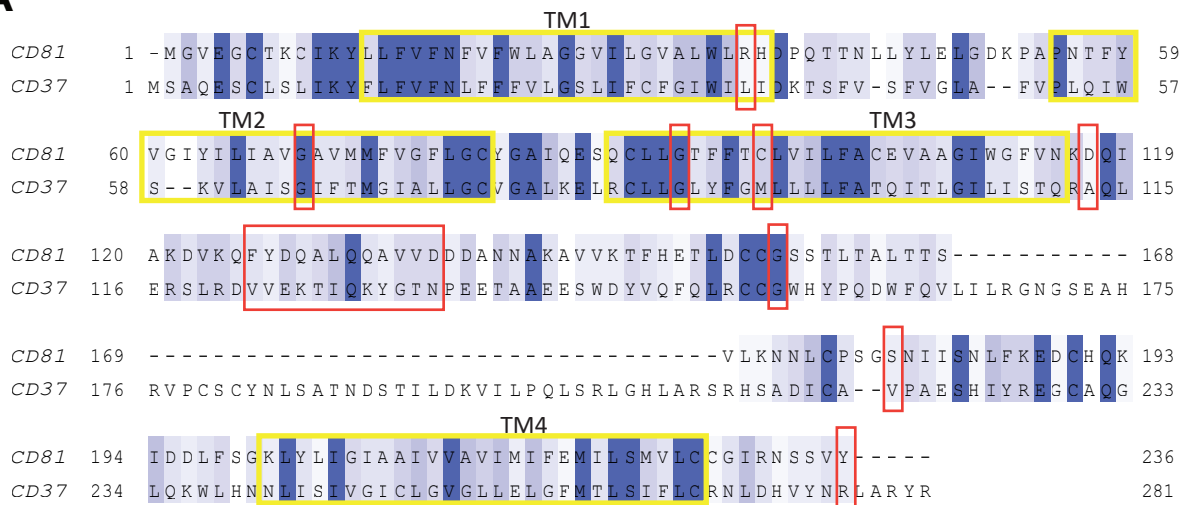 A
TM1
CD81 1 -MGVEGCTKCIKYLLFVFNFVFWLAGGVILGVALWLRHDPQTTNLLYLELGDKPAPNTFY 59
CD37 1 MSAQESCLSLIKYFLFVFNLFFFVLGSLIFCFGIWILIDKTSFV-SFVGLA--FVPLQIW 57
TM2 TM3
CD81 60 VGIYILIAVGAVMMFVGFLGCYGAIQESQCLLGTFFTCLVILFACEVAAGIWGFVNKDQI 119
CD37 58 S--KVLAISGIFTMGIALLGCVGALKELRCLLGLYFGMLLLLFATQITLGILISTQRAQL 115
CD81 120 AKDVKQFYDQALQQAVVDDDANNAKAVVKTFHETLDCCGSSTLTALTTS----------- 168
CD37 116 ERSLRDVVEKTIQKYGTNPEETAAEESWDYVQFQLRCCGWHYPQDWFQVLILRGNGSEAH 175
CD81 169 -----------------------------------VLKNNLCPSGSNIISNLFKEDCHQK 193
CD37 176 RVPCSCYNLSATNDSTILDKVILPQLSRLGHLARSRHSADICA--VPAESHIYREGCAQG 233
TM4
CD81 194 IDDLFSGKLYLIGIAAIVVAVIMIFEMILSMVLCCGIRNSSVY----- 236
CD37 234 LQKWLHNNLISIVGICLGVGLLELGFMTLSIFLCRNLDHVYNRLARYR 281